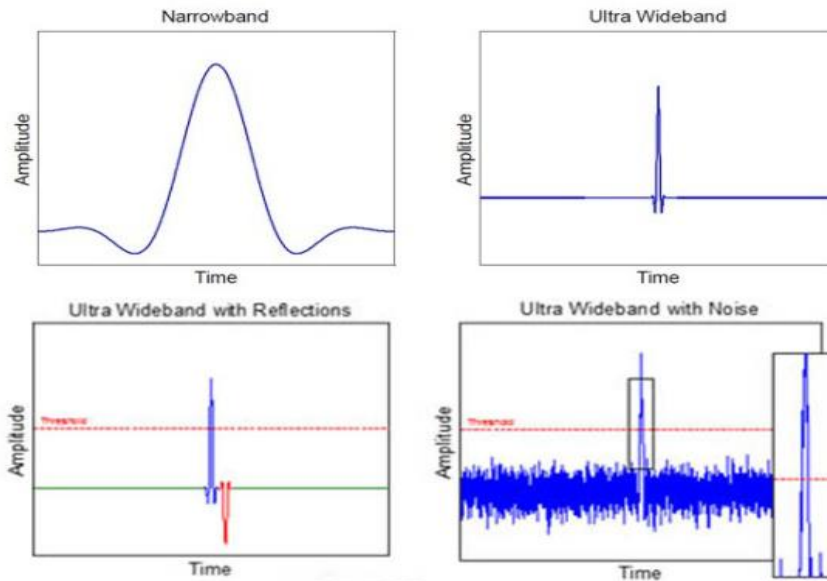 Narrowband
Amplitude
Time
Ultra Wideband
Amplitude
Time
Ultra Wideband with Reflections
Threshold
Amplitude
Time
Ultra Wideband with Noise
Threshold
Amplitude
Time